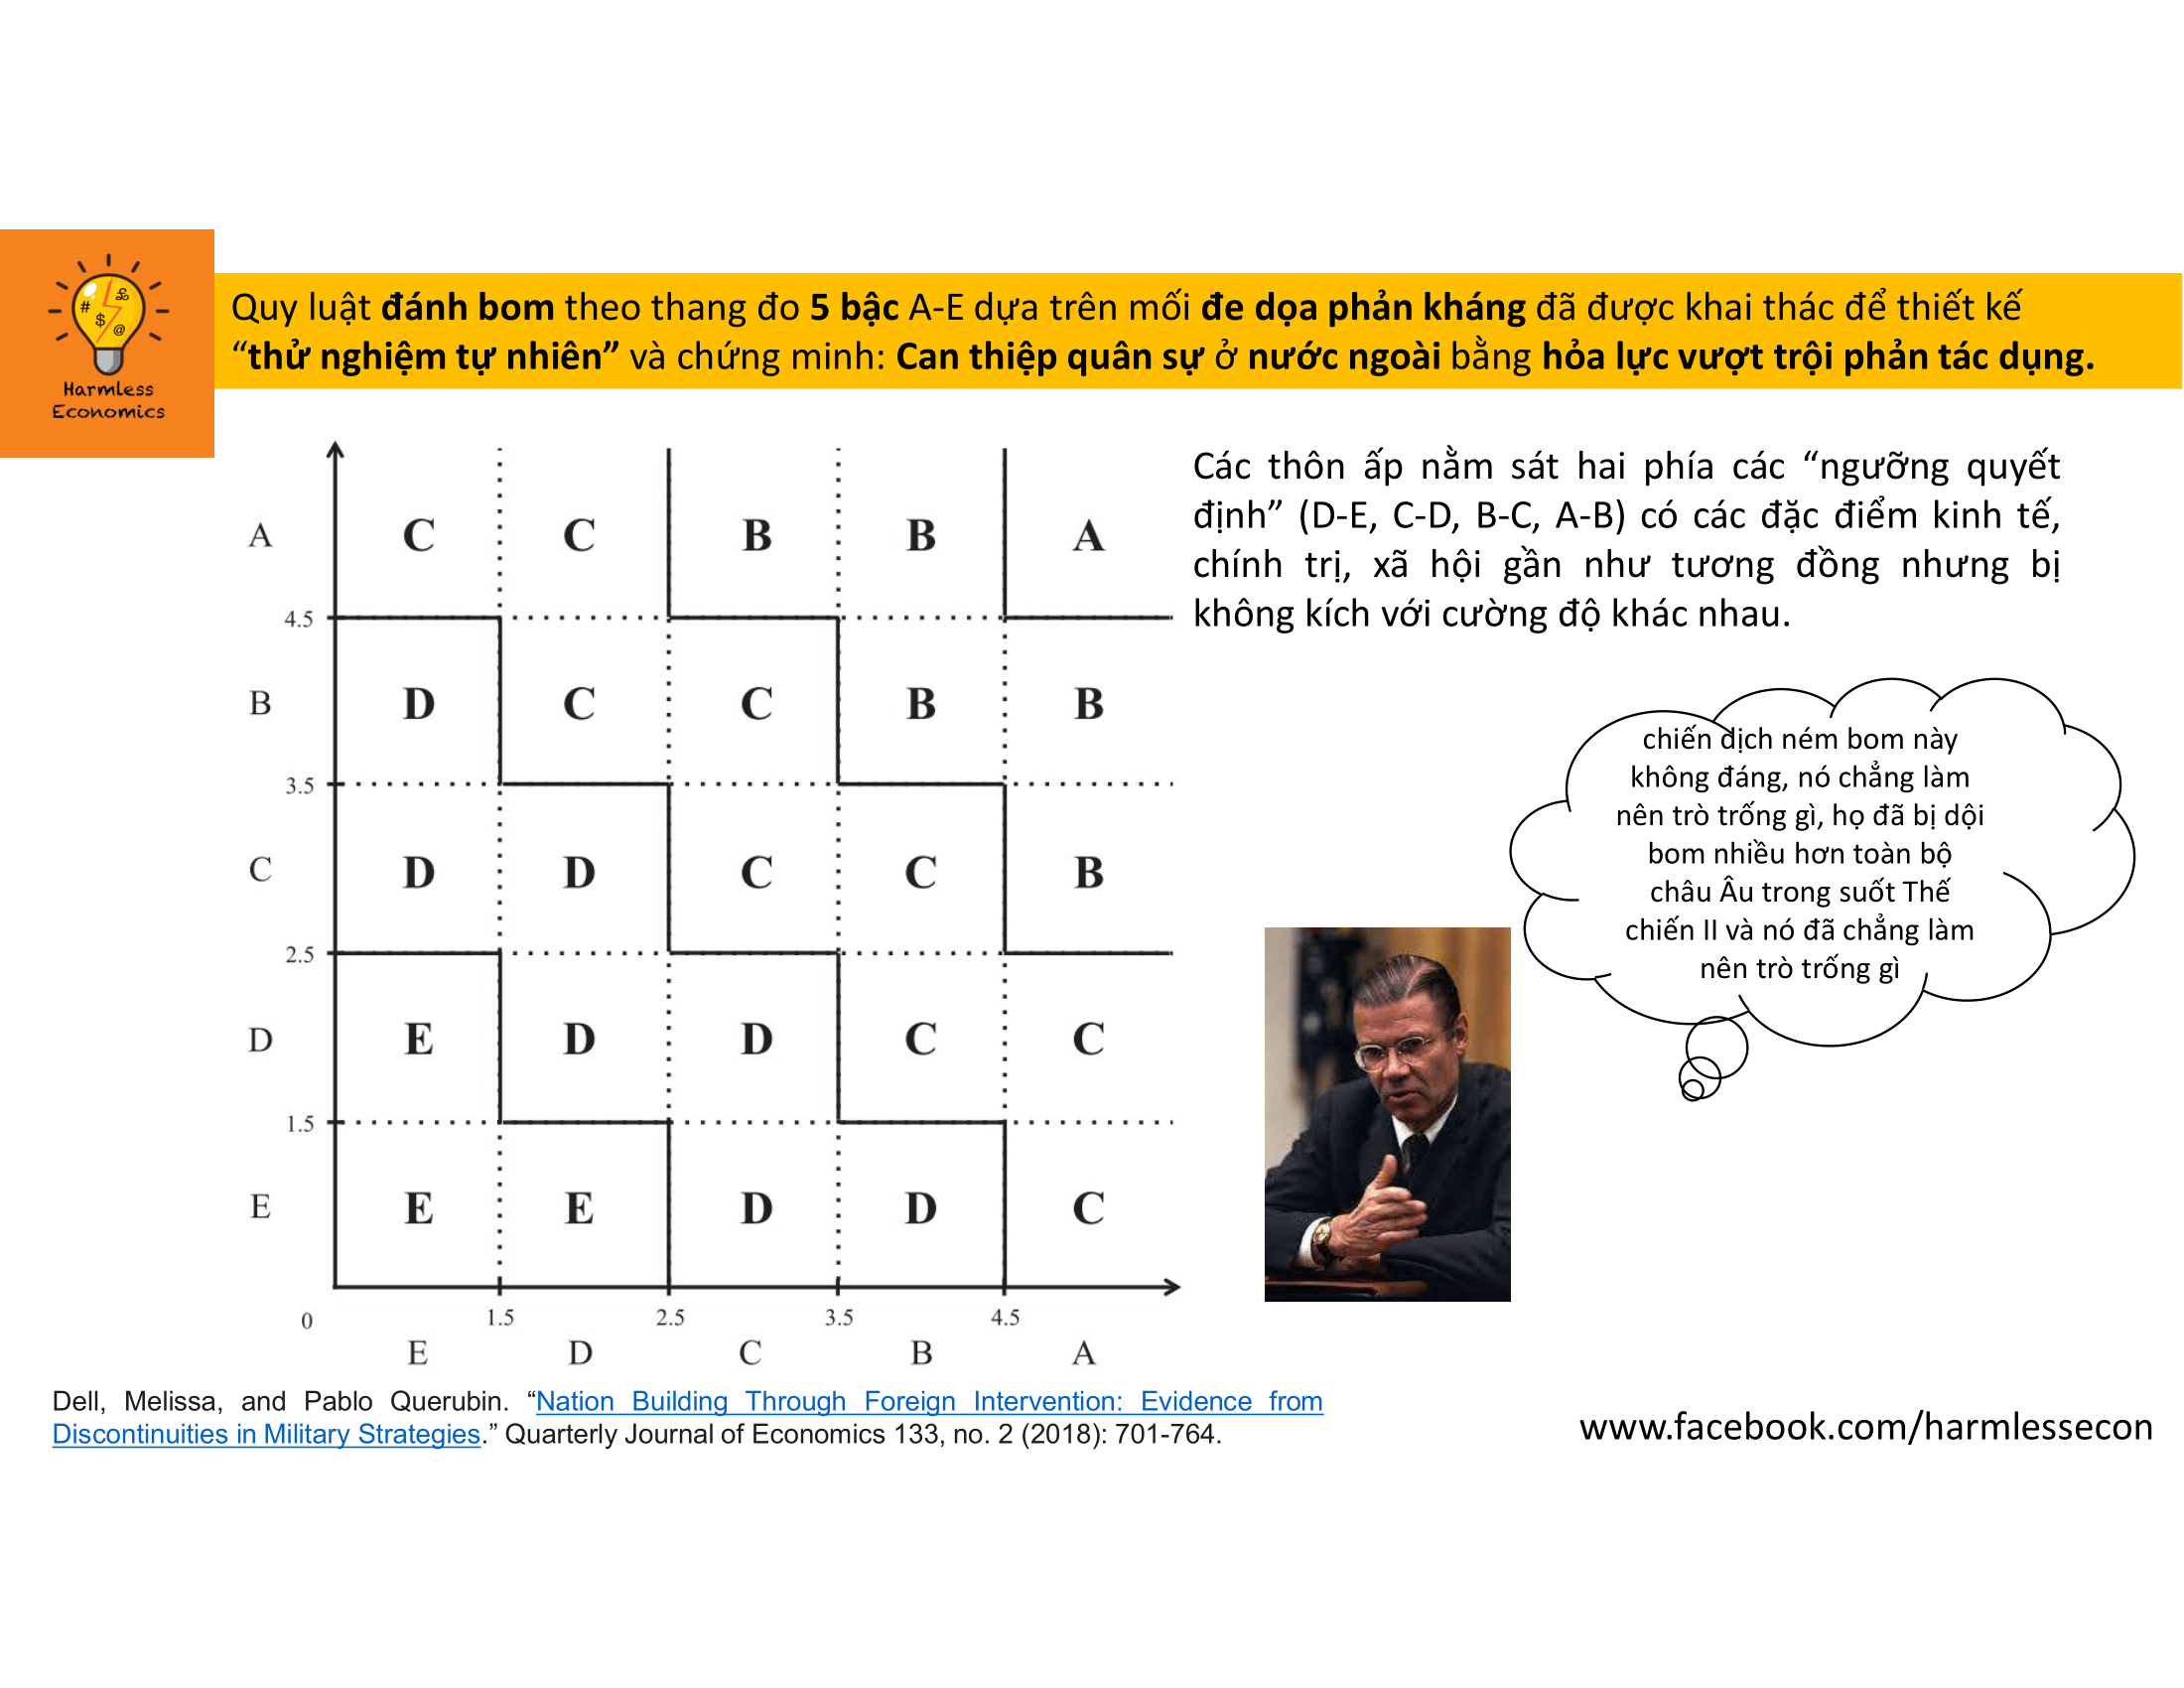 Quy luật đánh bom theo thang đo 5 bậc A-E dựa trên mối đe dọa phản kháng đã được khai thác để thiết kế
“thử nghiệm tự nhiên” và chứng minh: Can thiệp quân sự ở nước ngoài bằng hỏa lực vượt trội phản tác dụng.
# $ £ @
Harmless
Economics
A C C B B A
4.5
B D C C B B
3.5
C D D C C B
2.5
D E D D C C
1.5
E E E D D C
0 1.5 2.5 3.5 4.5
E D C B A
Các thôn ấp nằm sát hai phía các “ngưỡng quyết
định” (D-E, C-D, B-C, A-B) có các đặc điểm kinh tế,
chính trị, xã hội gần như tương đồng nhưng bị
không kích với cường độ khác nhau.
chiến dịch ném bom này
không đáng, nó chẳng làm
nên trò trống gì, họ đã bị dội
bom nhiều hơn toàn bộ
châu Âu trong suốt Thế
chiến II và nó đã chẳng làm
nên trò trống gì
Dell, Melissa, and Pablo Querubin. “Nation Building Through Foreign Intervention: Evidence from
Discontinuities in Military Strategies.” Quarterly Journal of Economics 133, no. 2 (2018): 701-764.
www.facebook.com/harmlessecon